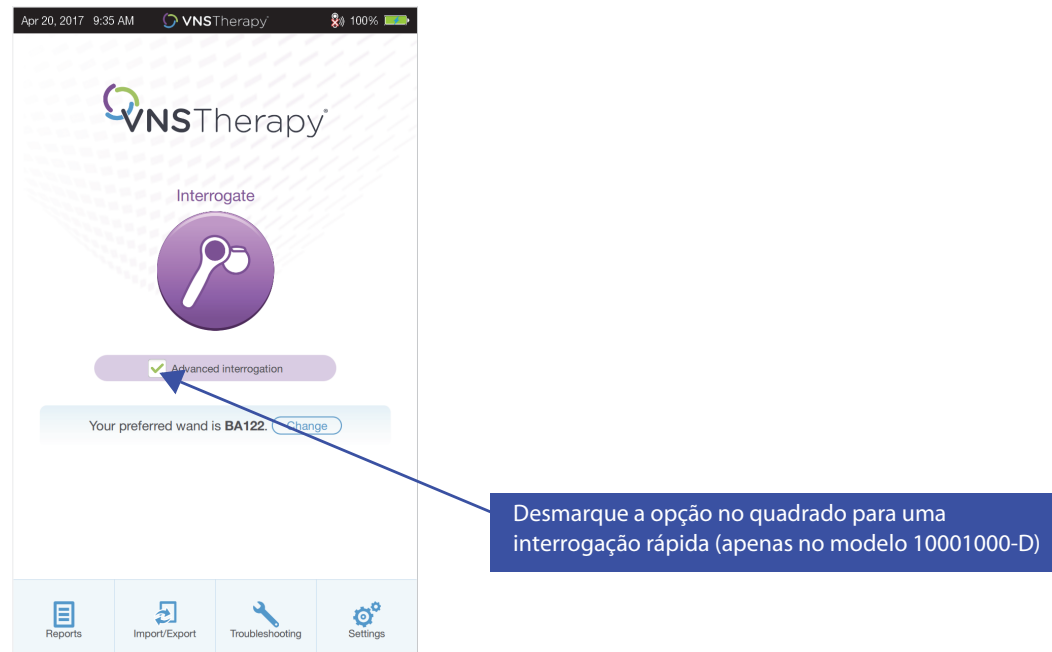 Apr 20, 2017 9:35 AM VNSTherapy 100%
VNSTherapy
Interrogate
Advanced interrogation
Your preferred wand is BA122. Change
Desmarque a opção no quadrado para uma
interrogação rápida (apenas no modelo 10001000-D)
Reports Import/Export Troubleshooting Settings